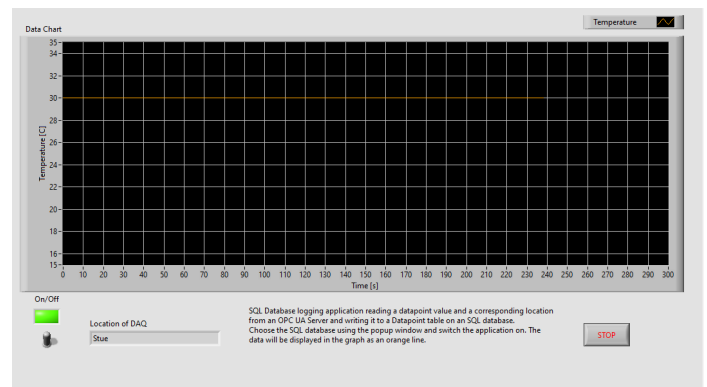 Temperature
Data Chart
35
34
32
30
28
26
24
22
20
18
16
15
Temperature [C]
0 10 20 30 40 50 60 70 80 90 100 110 120 130 140 150 160 170 180 190 200 210 220 230 240 250 260 270 280 290 300
Time [s]
On/Off
Location of DAQ
Stue
SQL Database logging application reading a datapoint value and a corresponding location
from an OPC UA Server and writing it to a Datapoint table on an SQL database.
Choose the SQL database using the popup window and switch the application on. The
data will be displayed in the graph as an orange line.
STOP